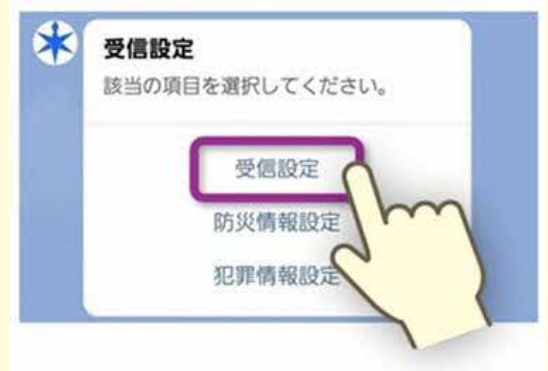 受信設定
該当の項目を選択してください。
受信設定
防災情報設定
犯罪情報設定